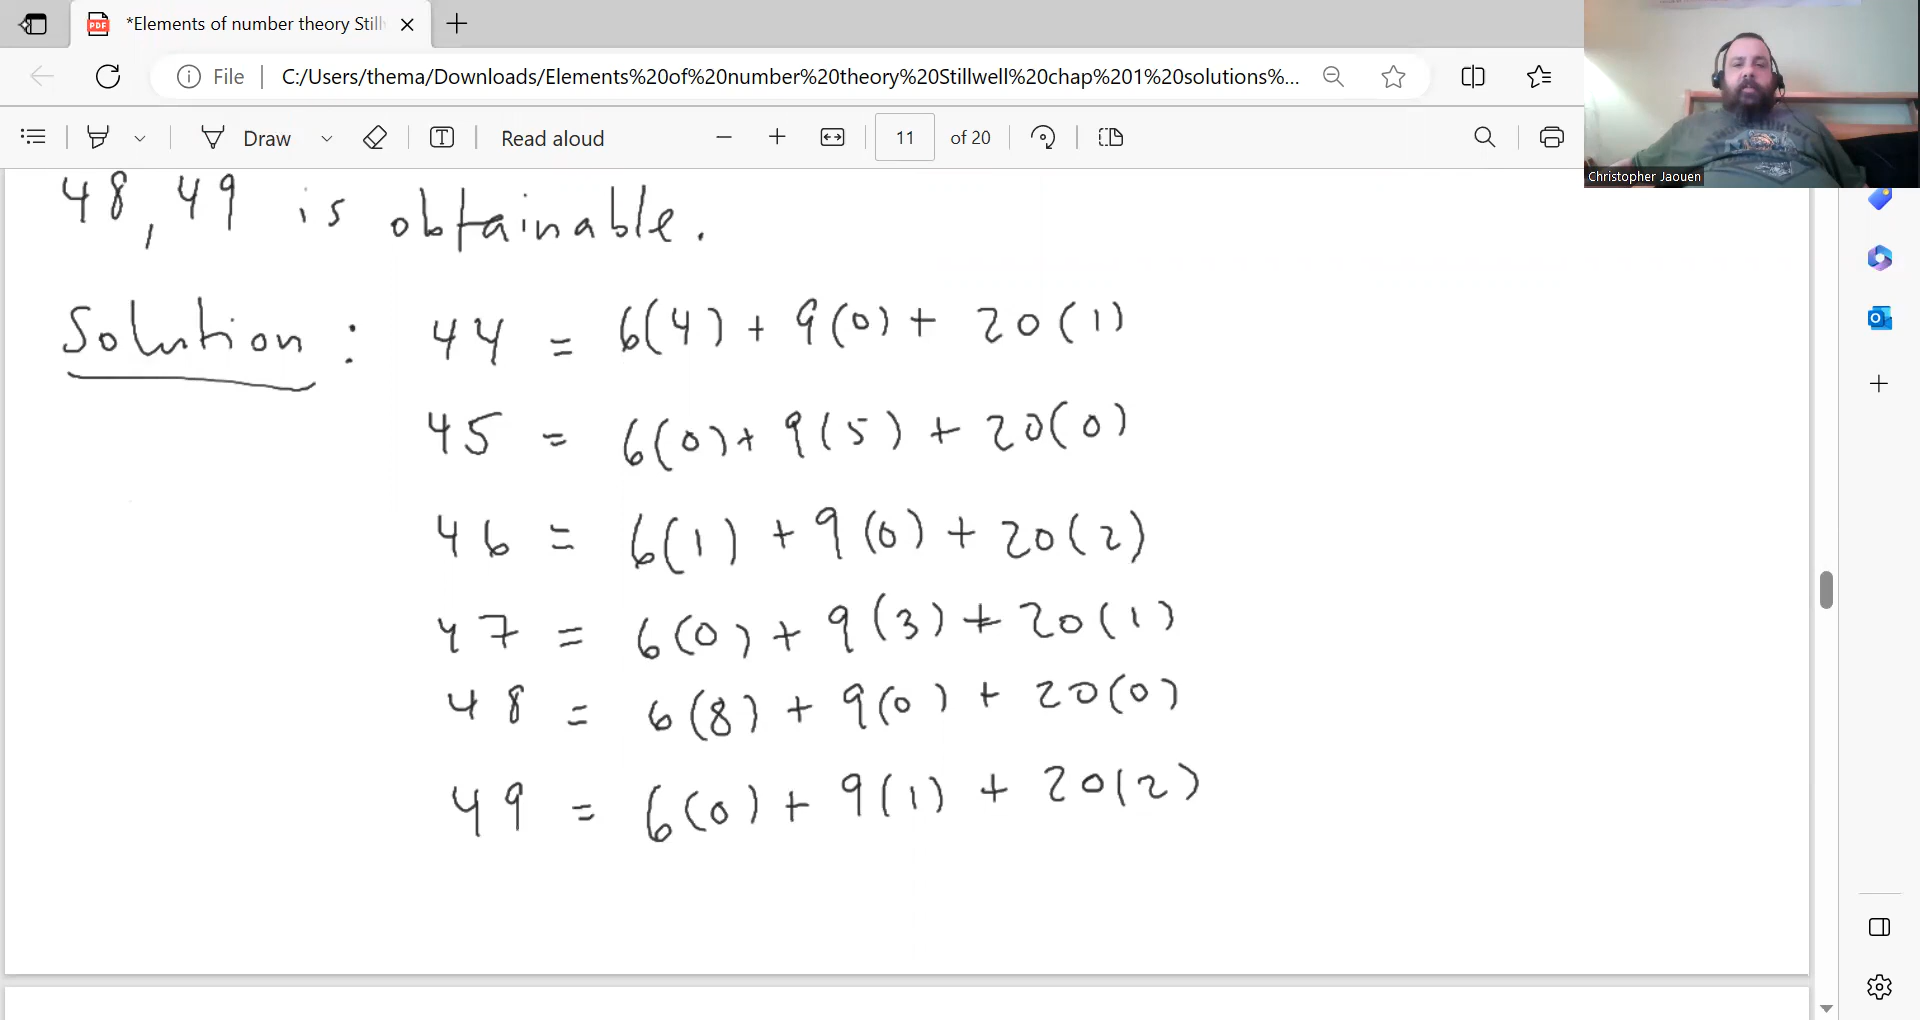 *Elements of number theory Still
File
C:/Users/thema/Downloads/Elements%20of%20number%20theory%20Stillwell%20chap%201%20solutions%...
Draw
Read aloud
11 of 20
Christopher Jaouen
48, 49 is obtainable.
Solution: 44 = 6(4) + 9(0) + 20(1)
45 = 6(0) + 9(5) + 20(0)
46 = 6(1) + 9(0) + 20(2)
47 = 6(0) + 9(3) + 20(1)
48 = 6(8) + 9(0) + 20(0)
49 = 6(0) + 9(1) + 20(2)